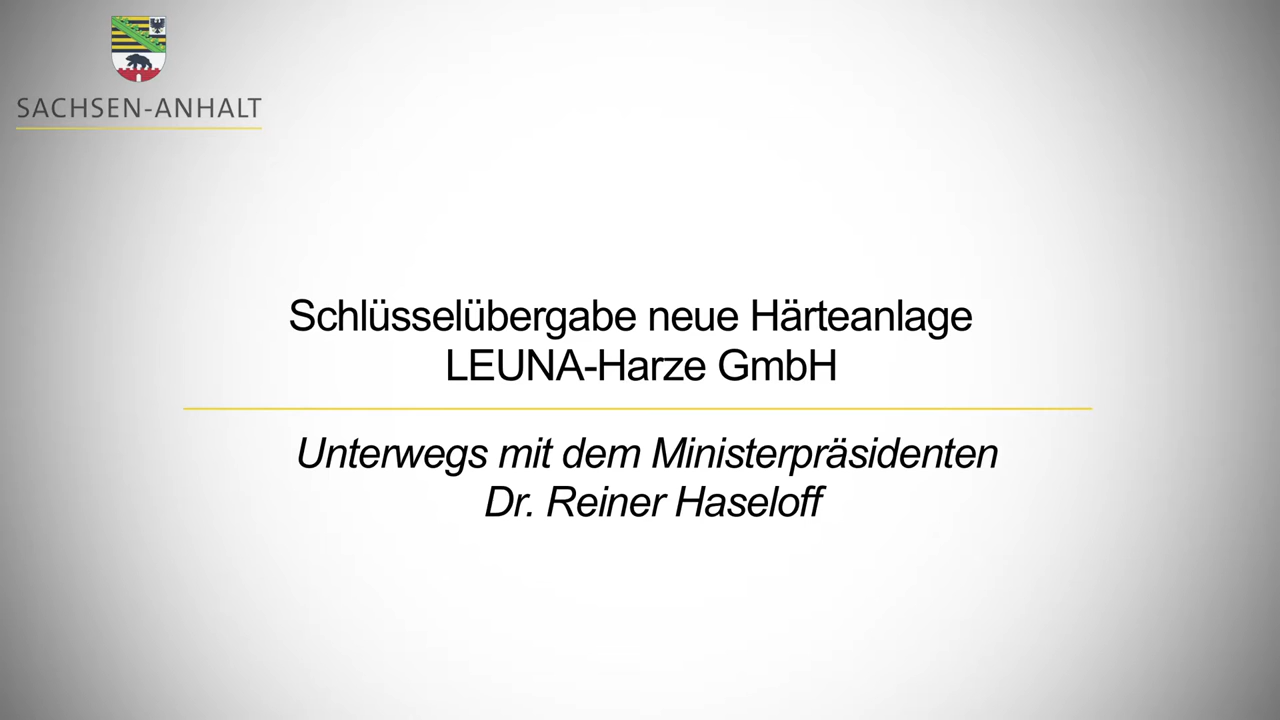 SACHSEN-ANHALT
Schlüsselübergabe neue Härteanlage
LEUNA-Harze GmbH
Unterwegs mit dem Ministerpräsidenten
Dr. Reiner Haseloff